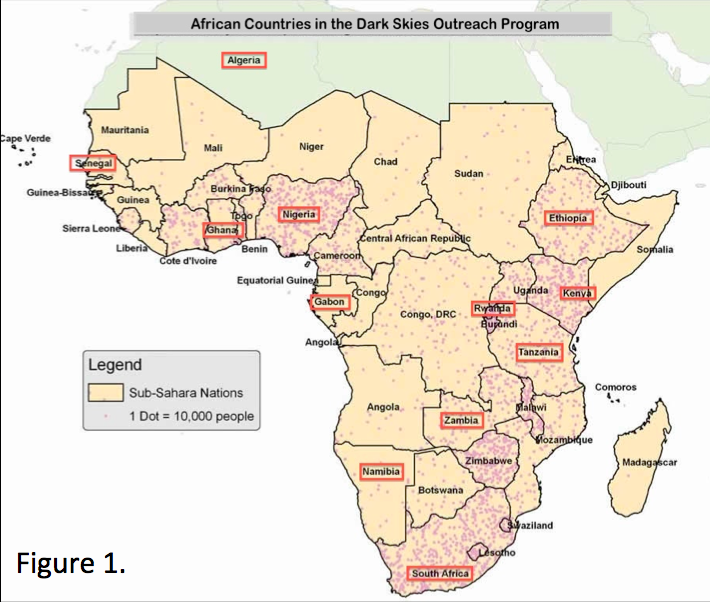 African Countries in the Dark Skies Outreach Program
Algeria
Mauritania
Cape Verde
Mali
Niger
Chad
Sudan
Eritrea
Senegal
Djibouti
Guinea-Bissau
Guinea
Burkina Faso
Nigeria
Ethiopia
Togo
Ghana
Sierra Leone
Central African Republic
Liberia
Benin
Somalia
Cote d'Ivoire
Cameroon
Equatorial Guinea
Congo
Uganda
Kenya
Gabon
Rwanda
Congo, DRC
Burundi
Angola
Tanzania
Legend
Sub-Sahara Nations
1 Dot = 10,000 people
Comoros
Angola
Malawi
Zambia
Mozambique
Zimbabwe
Madagascar
Namibia
Botswana
Swaziland
Lesotho
South Africa
Figure 1.